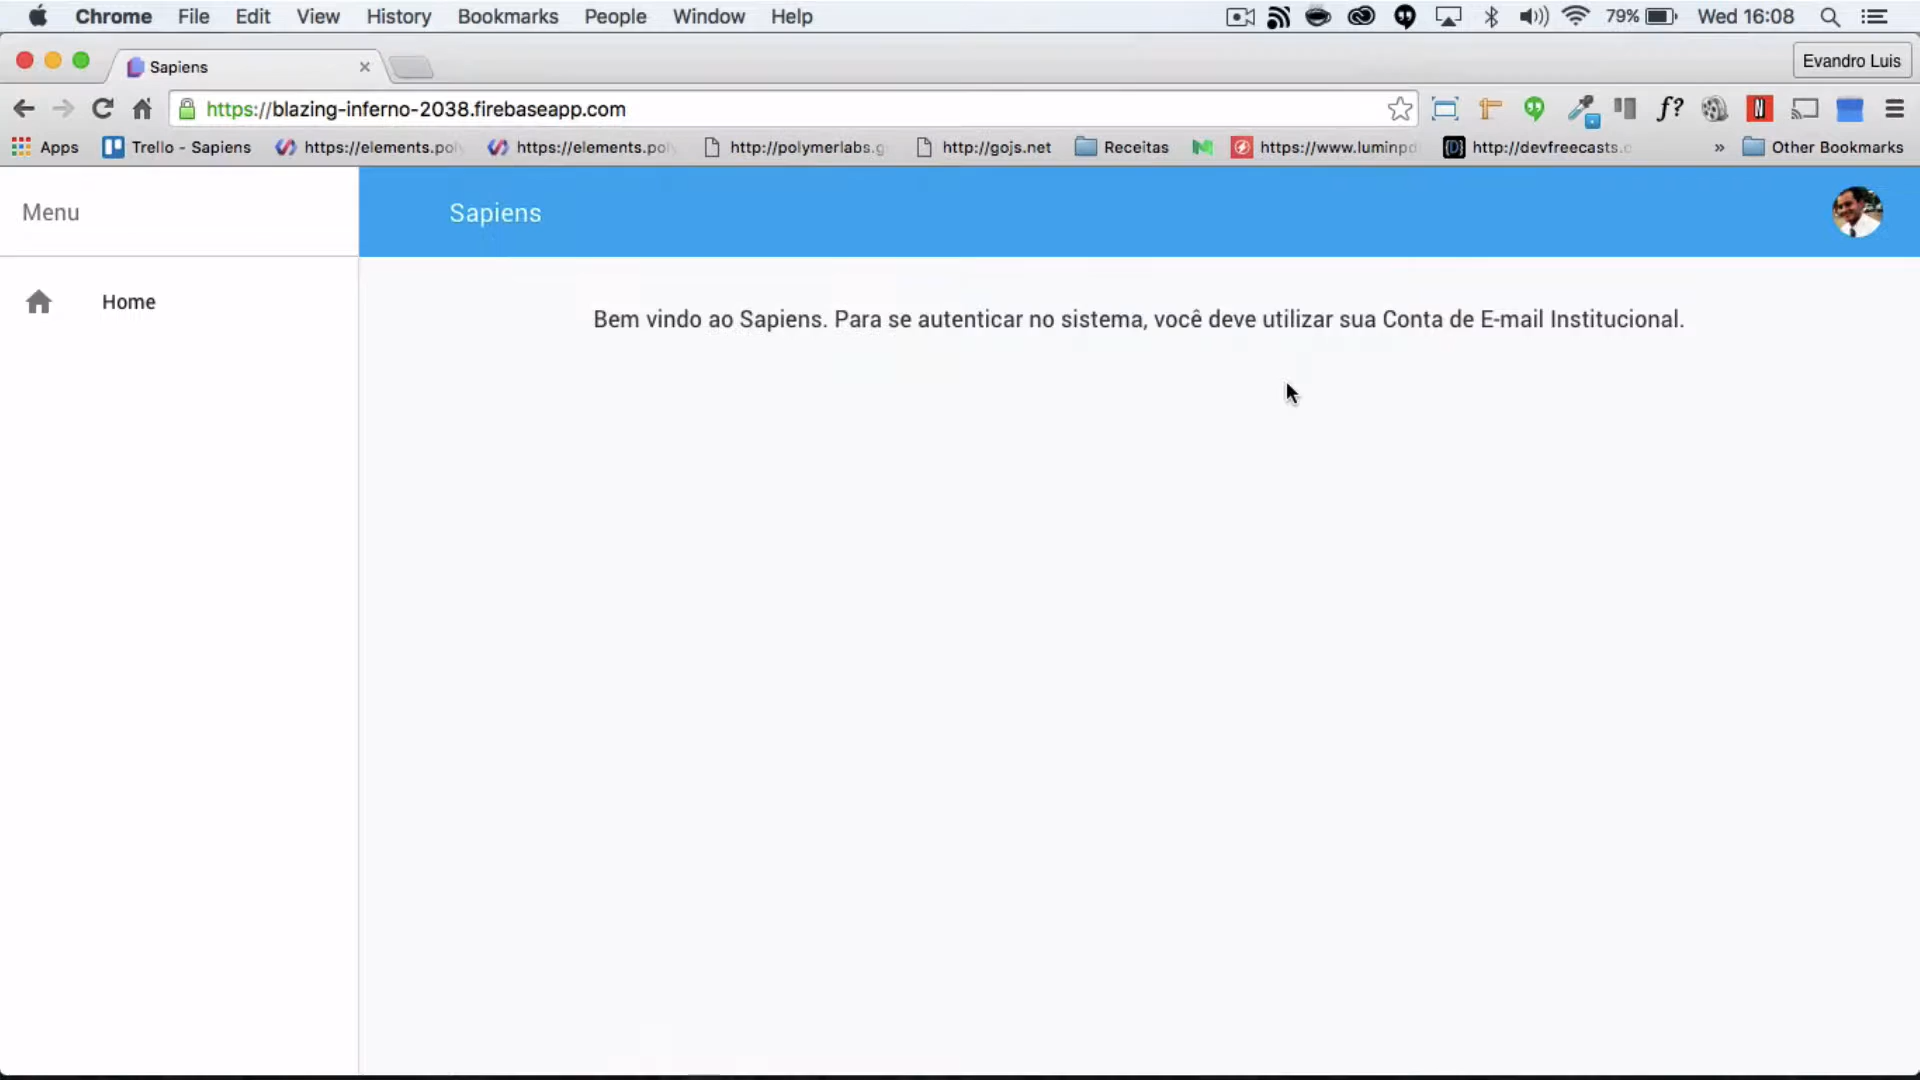 Chrome File Edit View History Bookmarks People Window Help 79% Wed 16:08
Sapiens Evandro Luis
https://blazing-inferno-2038.firebaseapp.com f?
Apps Trello - Sapiens https://elements.pol https://elements.pol http://polymerlabs.g http://gojs.net Receitas https://www.luminpd http://devfreecasts. » Other Bookmarks
Menu Sapiens
Home
Bem vindo ao Sapiens. Para se autenticar no sistema, você deve utilizar sua Conta de E-mail Institucional.